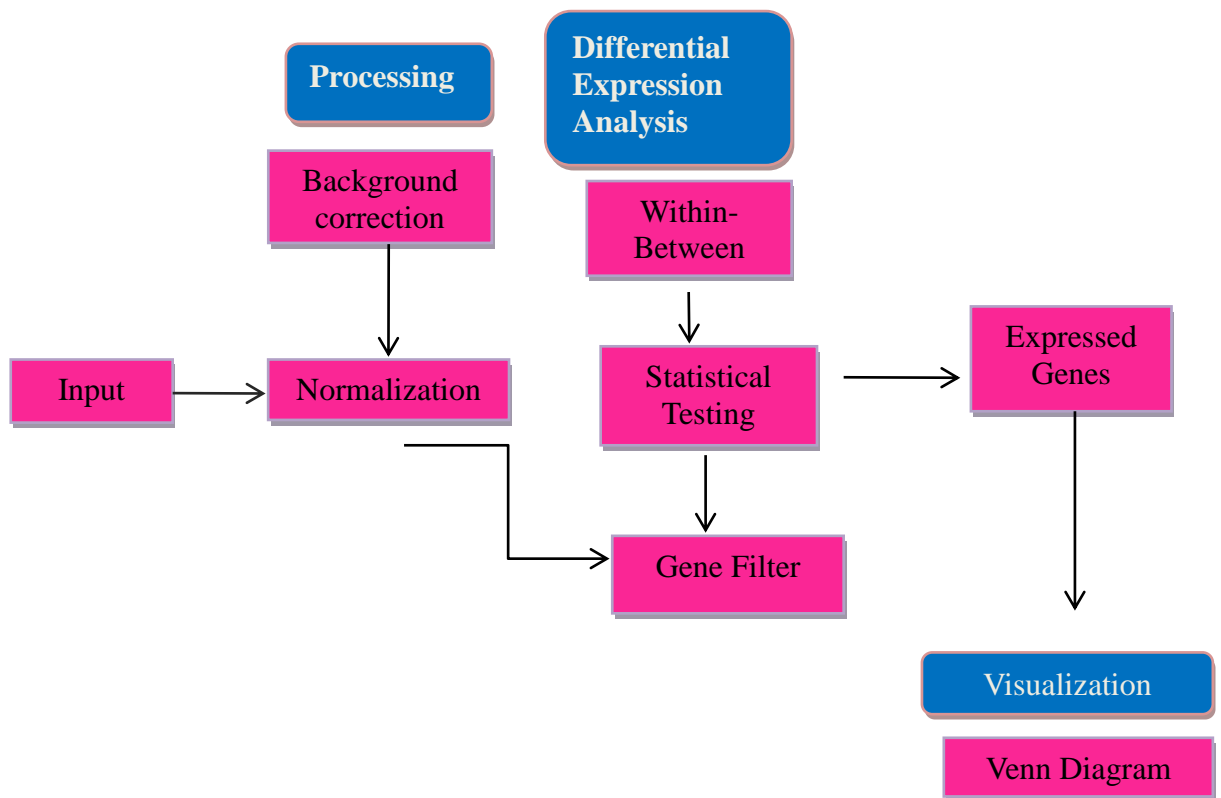 Processing
Differential
Expression
Analysis
Background
correction
Within-
Between
Input
Normalization
Statistical
Testing
Expressed
Genes
Gene Filter
Visualization
Venn Diagram